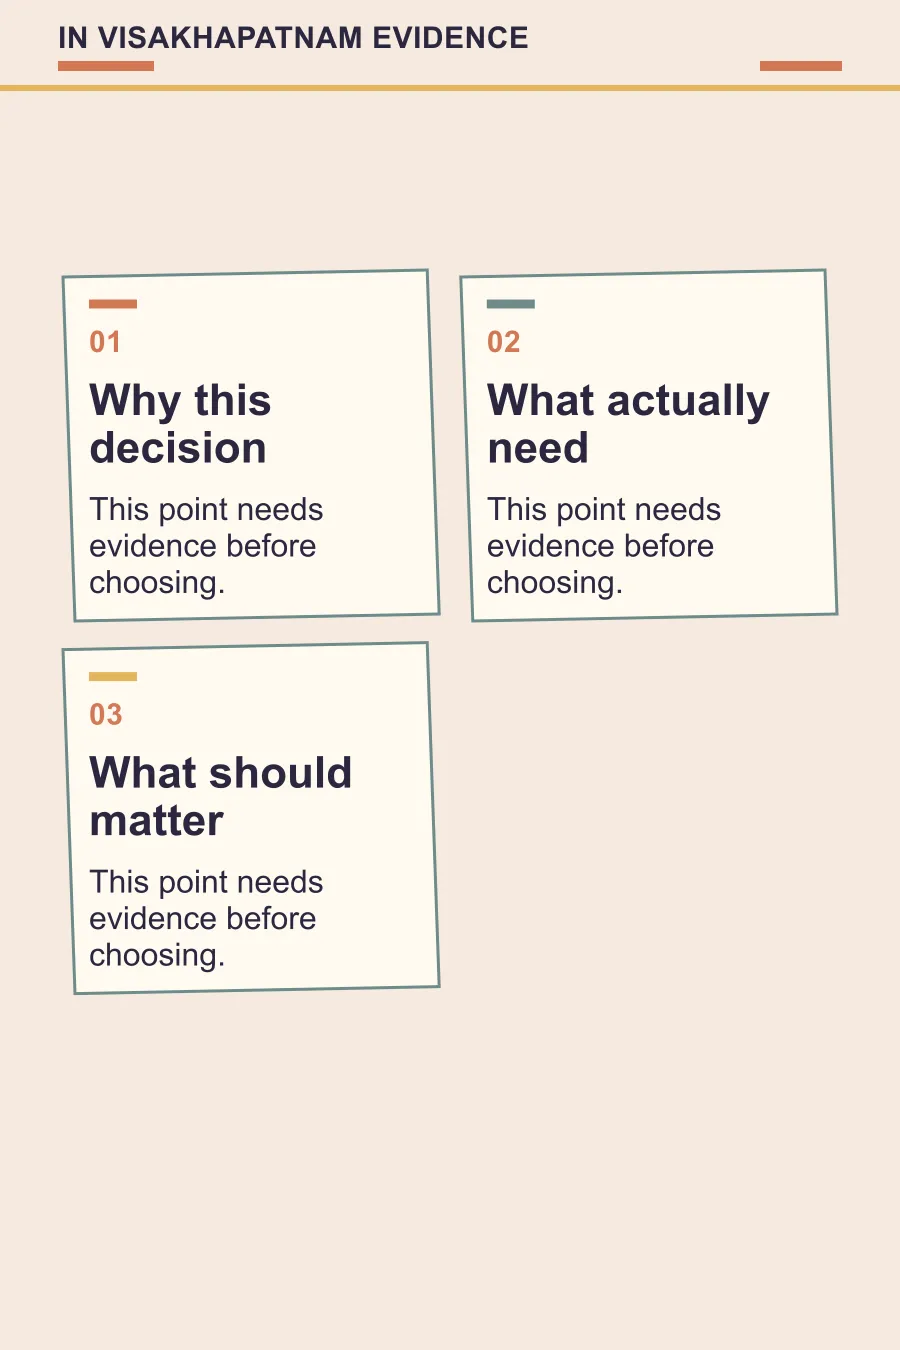 IN VISAKHAPATNAM EVIDENCE
01
Why this
decision
This point needs
evidence before
choosing.
02
What actually
need
This point needs
evidence before
choosing.
03
What should
matter
This point needs
evidence before
choosing.